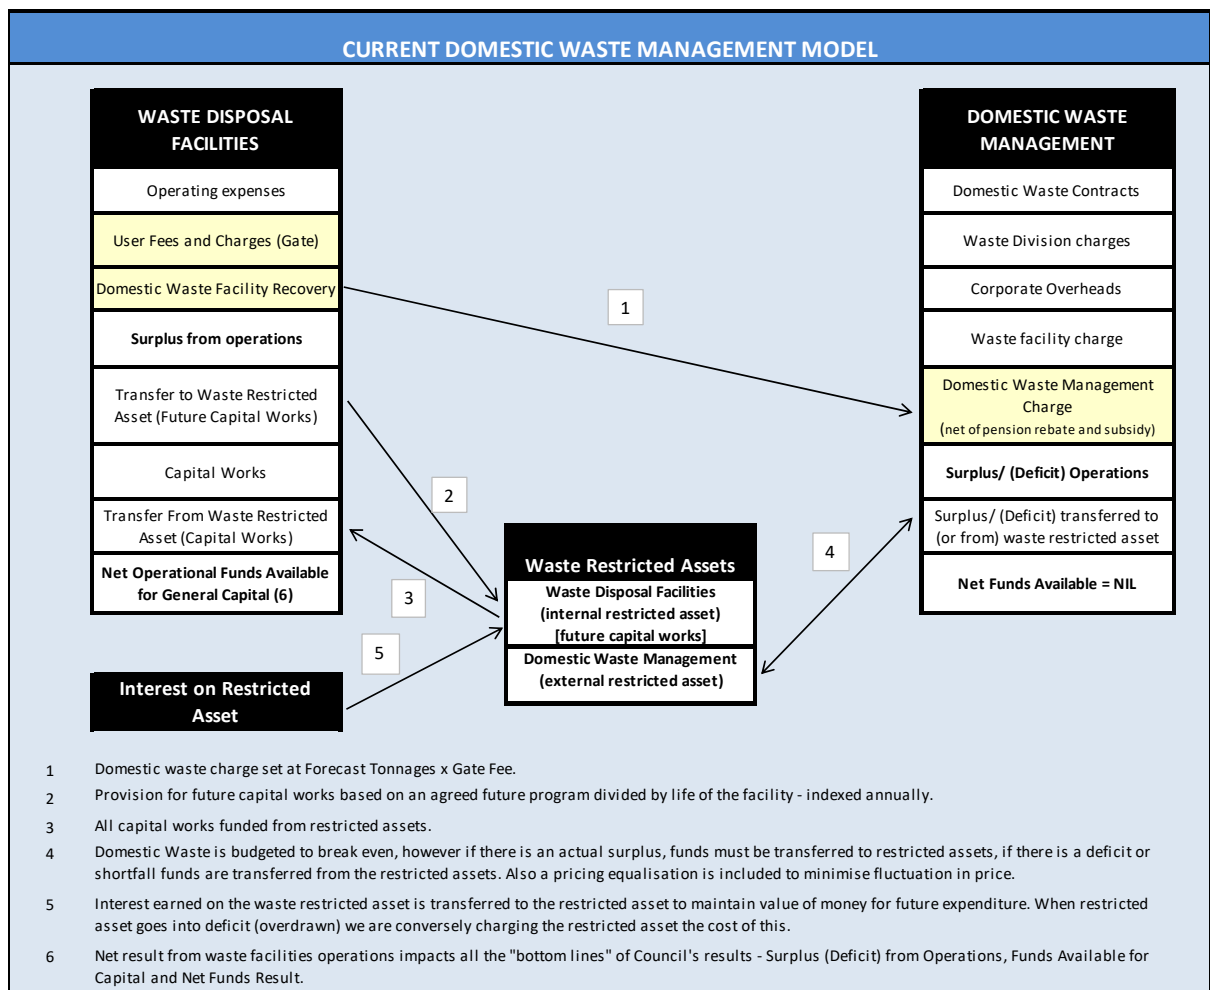 CURRENT DOMESTIC WASTE MANAGEMENT MODEL
WASTE DISPOSAL
FACILITIES
Operating expenses
User Fees and Charges (Gate)
Domestic Waste Facility Recovery
Surplus from operations
Transfer to Waste Restricted
Asset (Future Capital Works)
Capital Works
Transfer From Waste Restricted
Asset (Capital Works)
Net Operational Funds Available
for General Capital (6)
Interest on Restricted
Asset
1
2
3
5
4
Waste Restricted Assets
Waste Disposal Facilities
(internal restricted asset)
[future capital works]
Domestic Waste Management
(external restricted asset)
DOMESTIC WASTE
MANAGEMENT
Domestic Waste Contracts
Waste Division charges
Corporate Overheads
Waste facility charge
Domestic Waste Management
Charge
(net of pension rebate and subsidy)
Surplus/ (Deficit) Operations
Surplus/ (Deficit) transferred to
(or from) waste restricted asset
Net Funds Available = NIL
1 Domestic waste charge set at Forecast Tonnages x Gate Fee.
2 Provision for future capital works based on an agreed future program divided by life of the facility - indexed annually.
3 All capital works funded from restricted assets.
4 Domestic Waste is budgeted to break even, however if there is an actual surplus, funds must be transferred to restricted assets, if there is a deficit or
shortfall funds are transferred from the restricted assets. Also a pricing equalisation is included to minimise fluctuation in price.
5 Interest earned on the waste restricted asset is transferred to the restricted asset to maintain value of money for future expenditure. When restricted
asset goes into deficit (overdrawn) we are conversely charging the restricted asset the cost of this.
6 Net result from waste facilities operations impacts all the "bottom lines" of Council's results - Surplus (Deficit) from Operations, Funds Available for
Capital and Net Funds Result.